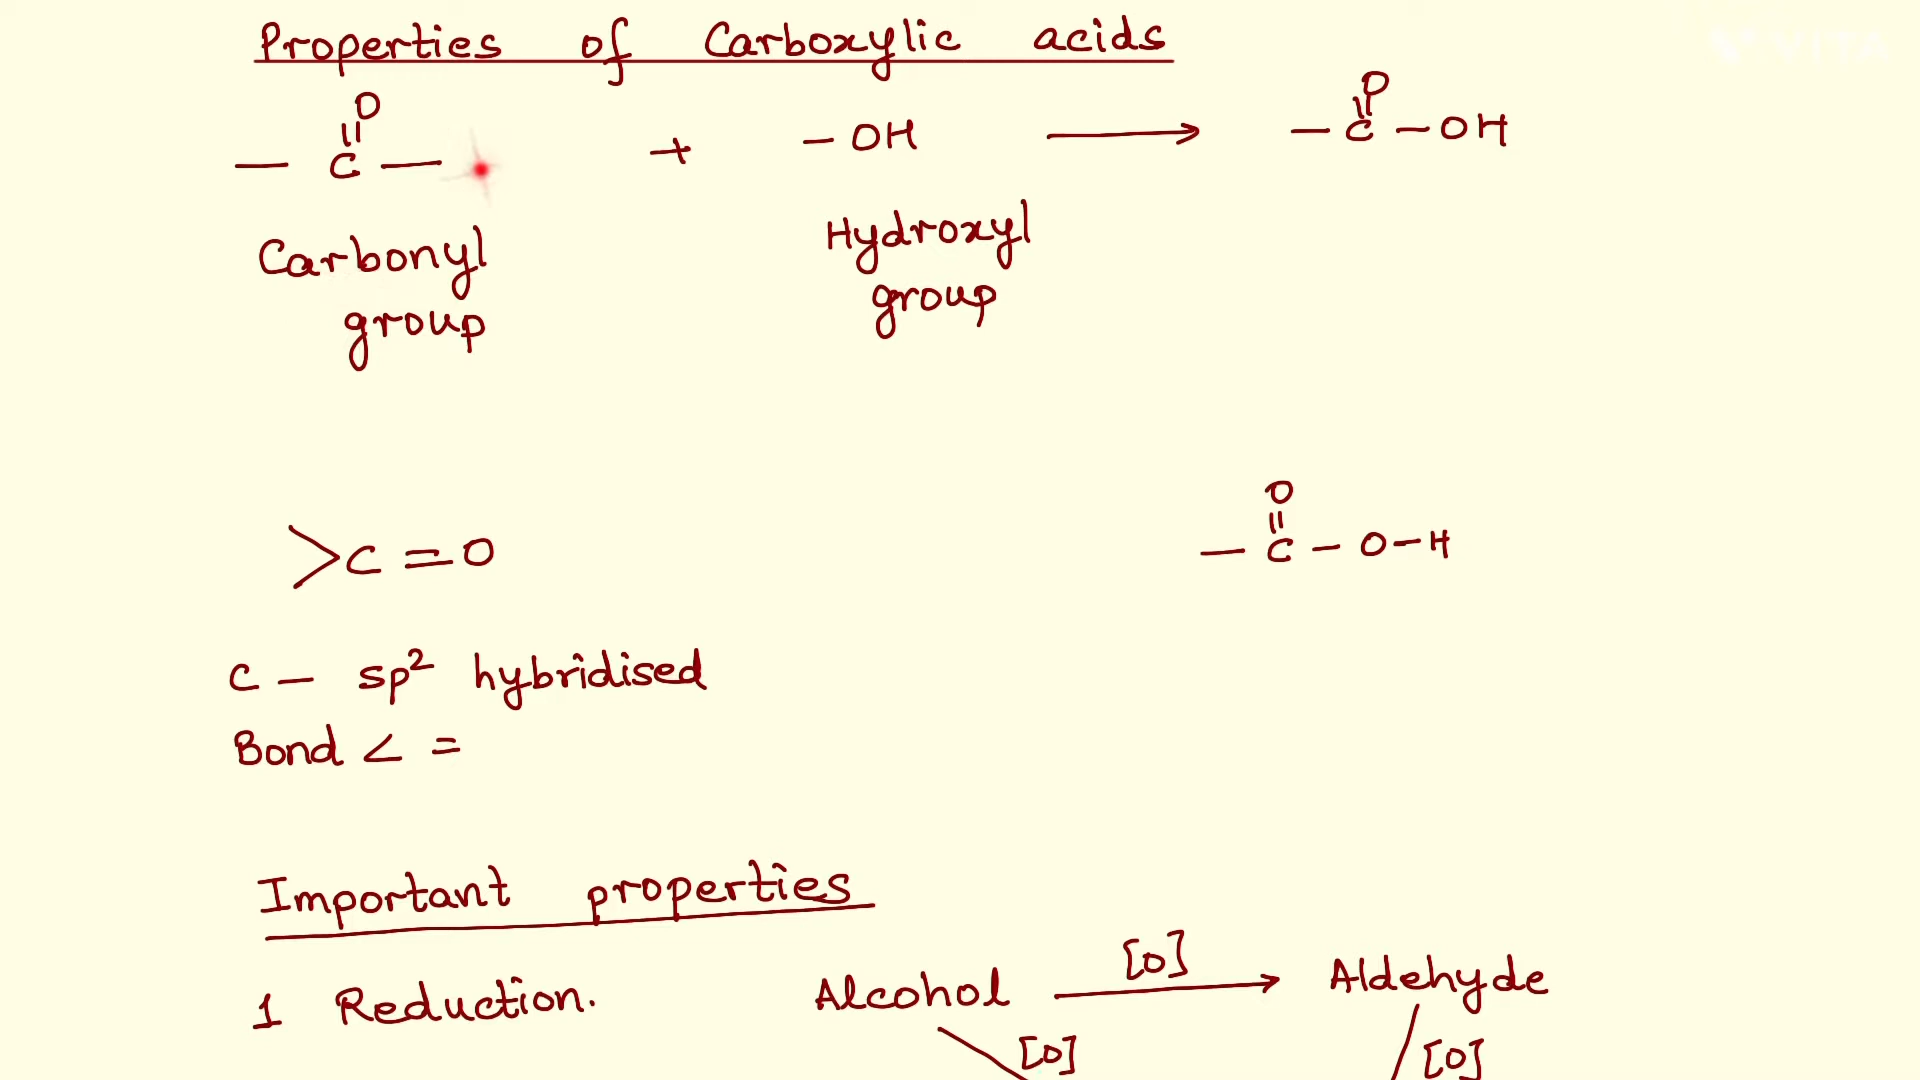 Properties of Carboxylic acids
O
||
— C —
+
— OH
⟶
O
||
— C — OH
Carbonyl
group
Hydroxyl
group
>C = O
O
||
— C — O — H
C — sp² hybridised
Bond ∠ =
Important properties
1 Reduction.
Alcohol [O] ⟶ Aldehyde
[O] [O]